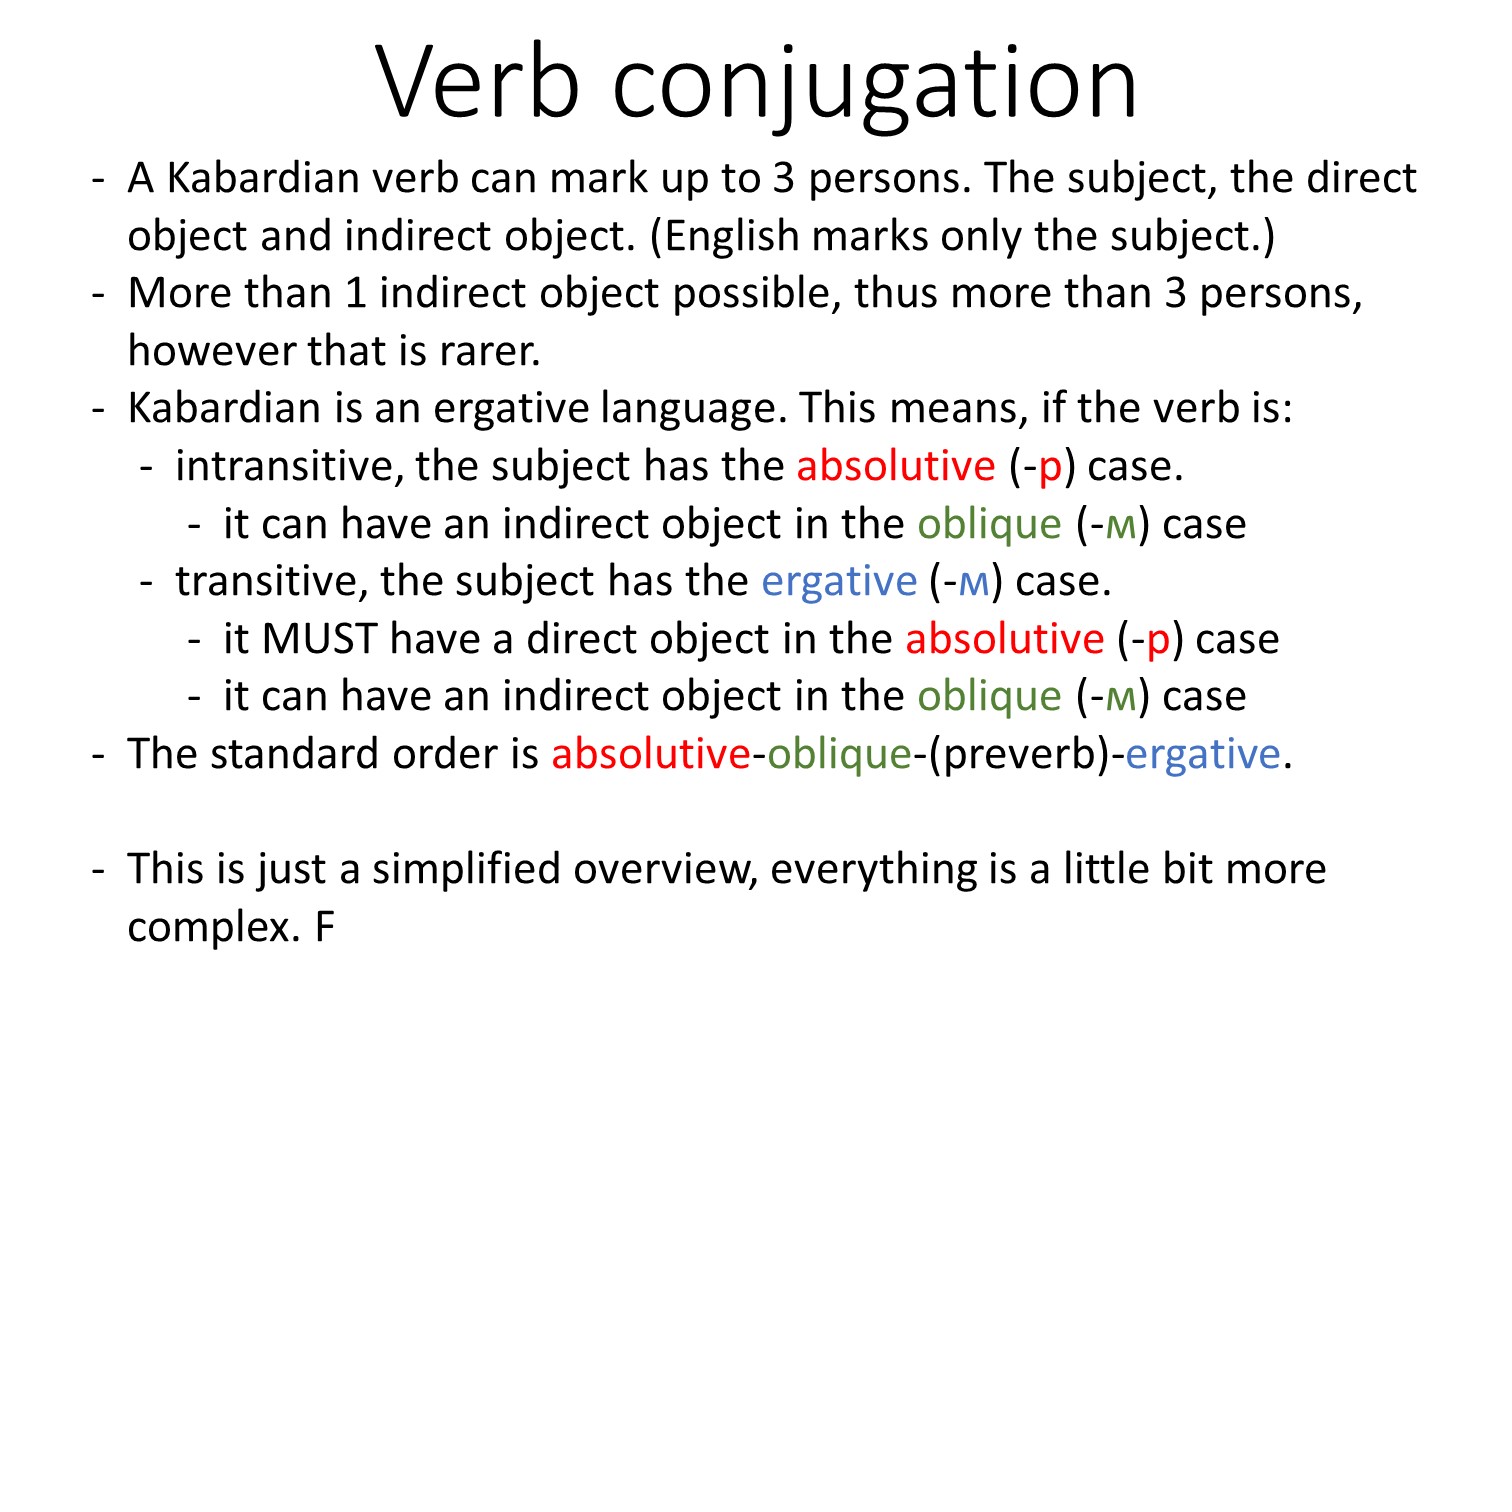 Verb conjugation
- A Kabardian verb can mark up to 3 persons. The subject, the direct
object and indirect object. (English marks only the subject.)
- More than 1 indirect object possible, thus more than 3 persons,
however that is rarer.
- Kabardian is an ergative language. This means, if the verb is:
- intransitive, the subject has the absolutive (-р) case.
- it can have an indirect object in the oblique (-м) case
- transitive, the subject has the ergative (-м) case.
- it MUST have a direct object in the absolutive (-р) case
- it can have an indirect object in the oblique (-м) case
- The standard order is absolutive-oblique-(preverb)-ergative.
- This is just a simplified overview, everything is a little bit more
complex. F